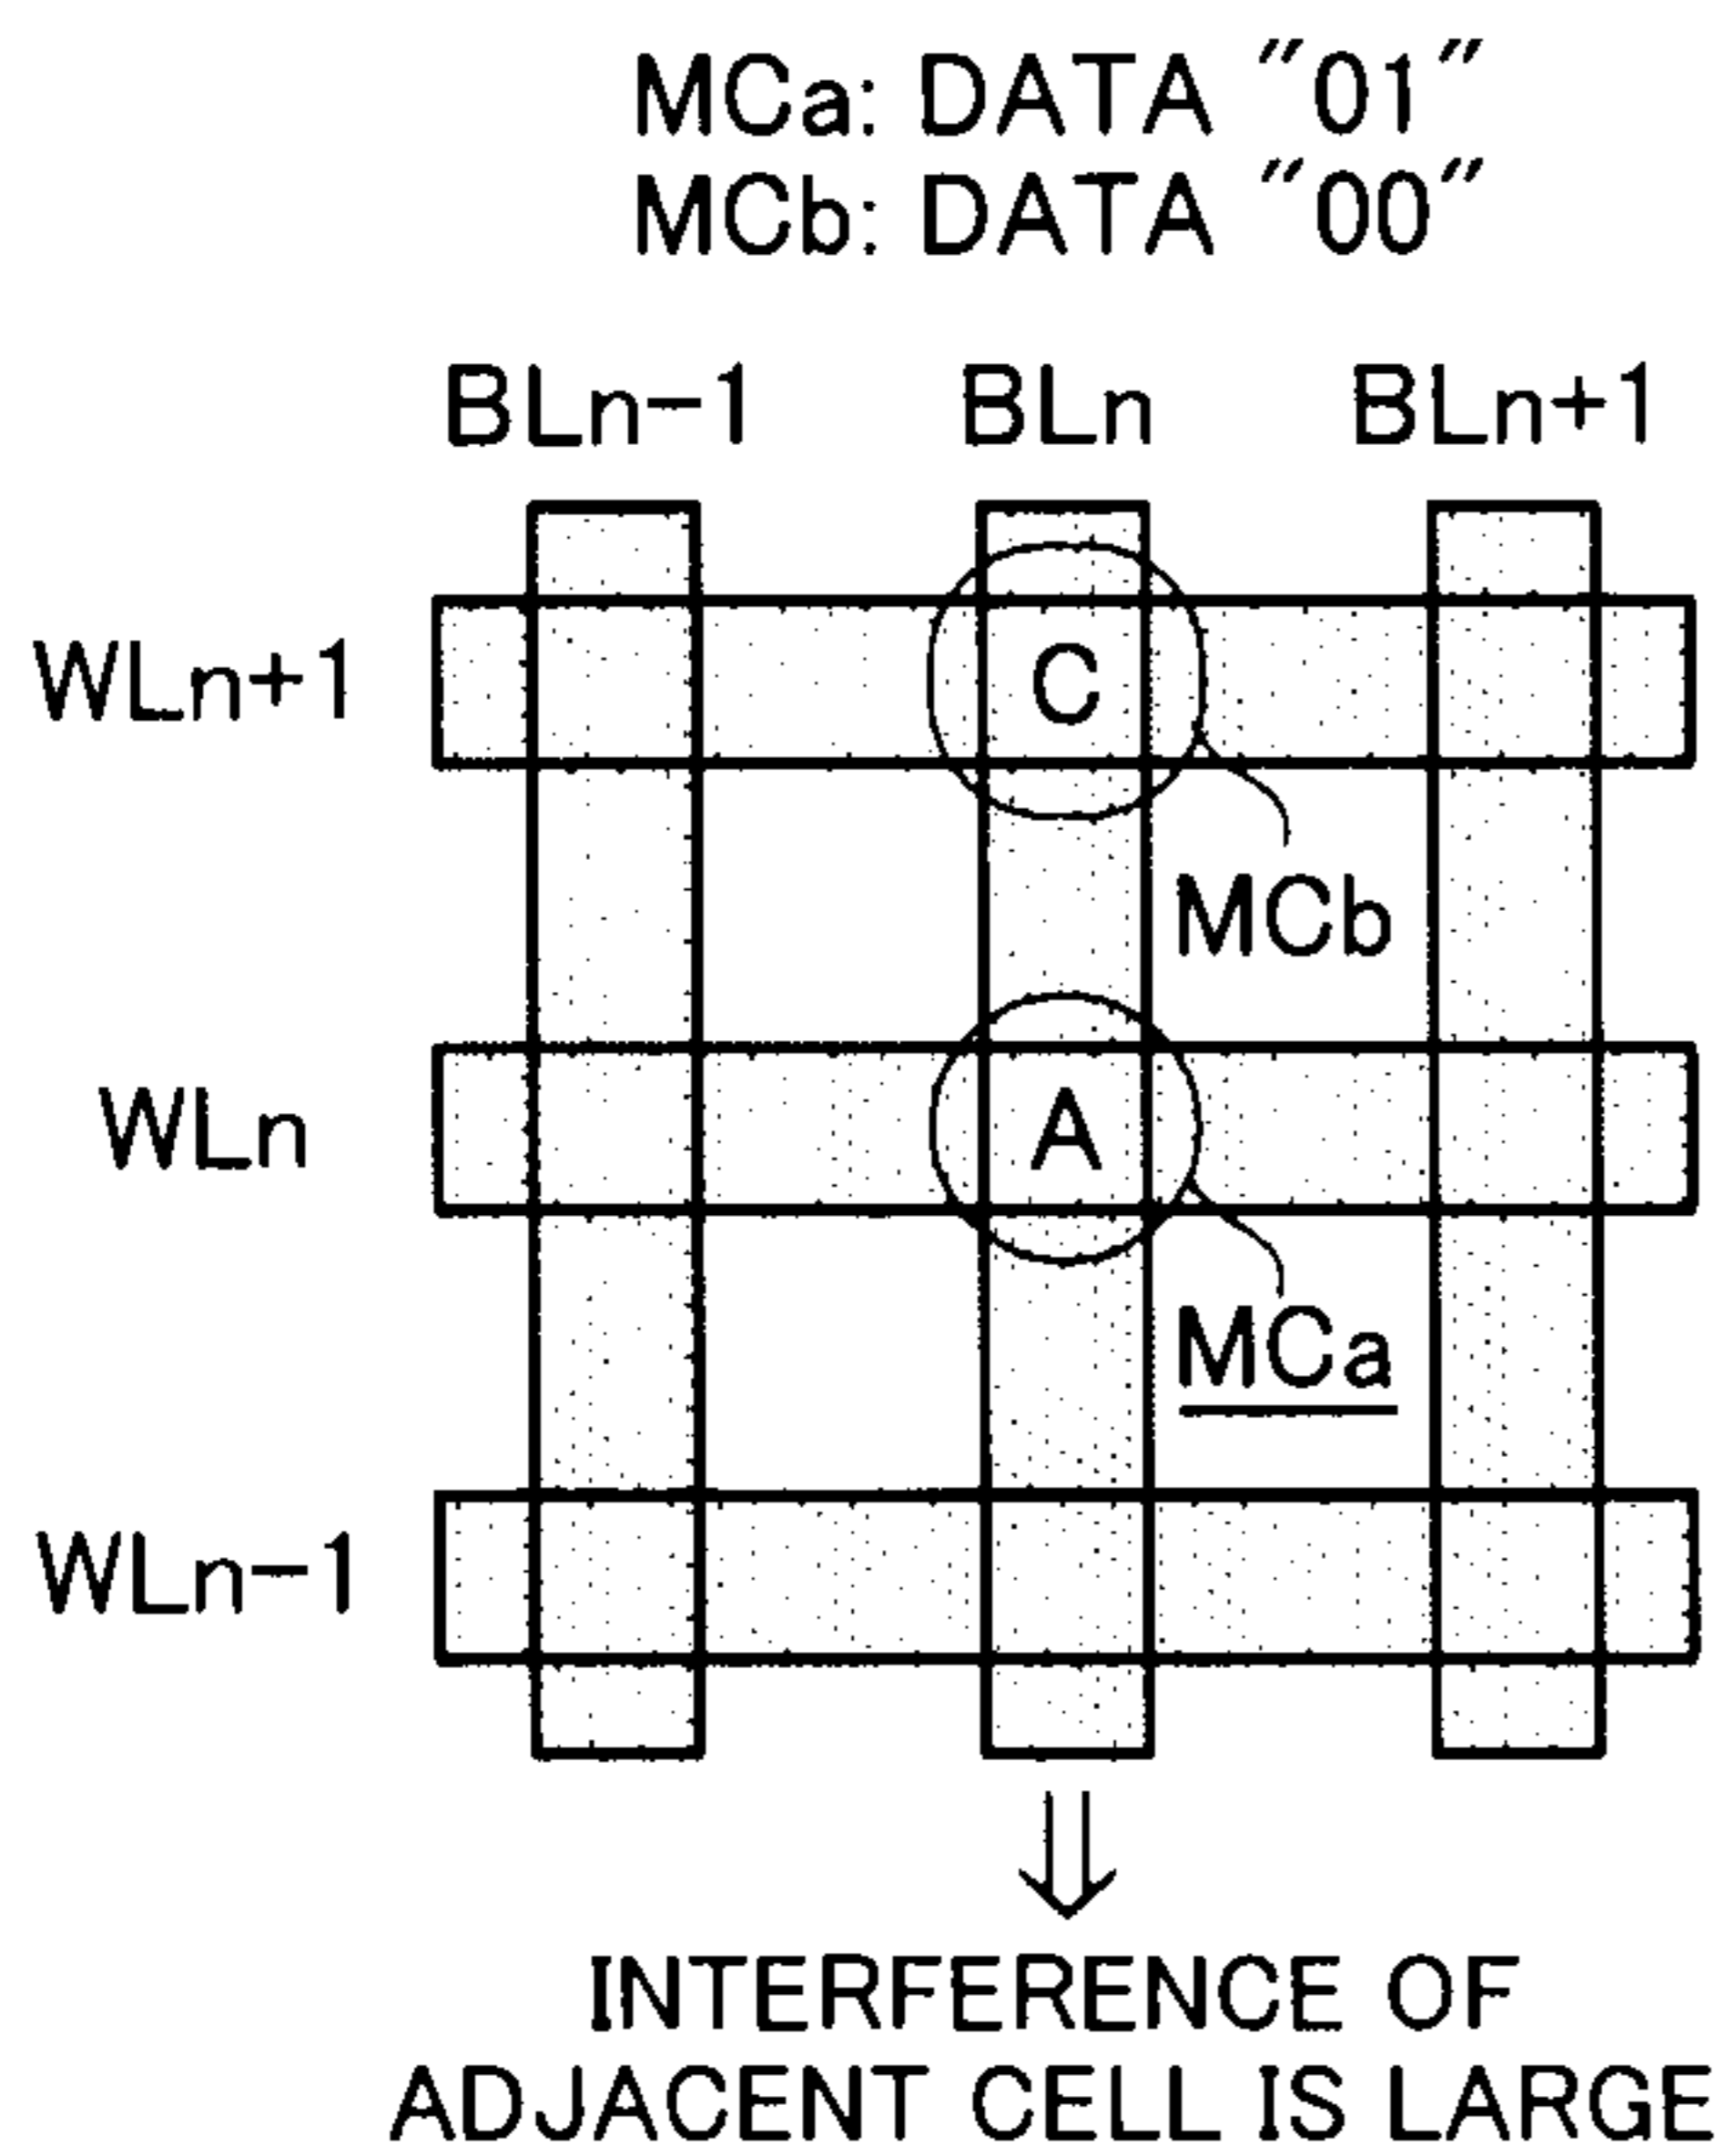 MCa: DATA "01"
MCb: DATA "00"
BLn-1 BLn BLn+1
WLn+1
C
MCb
WLn
A
MCa
WLn-1
INTERFERENCE OF
ADJACENT CELL IS LARGE